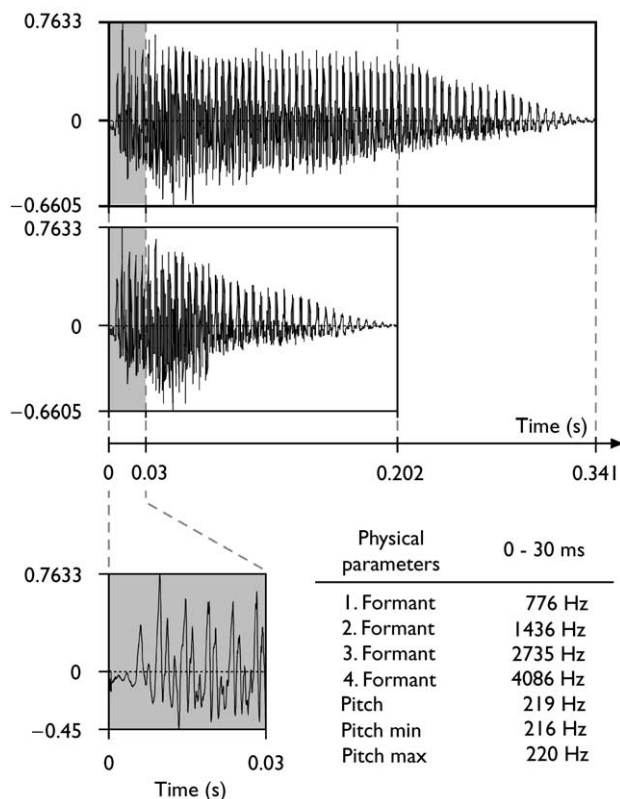 0.7633
0
−0.6605
0.7633
0
−0.6605
Time (s)
0 0.03 0.202 0.341
0.7633
0
−0.45
0 0.03
Time (s)
Physical parameters 0 - 30 ms
1. Formant 776 Hz
2. Formant 1436 Hz
3. Formant 2735 Hz
4. Formant 4086 Hz
Pitch 219 Hz
Pitch min 216 Hz
Pitch max 220 Hz